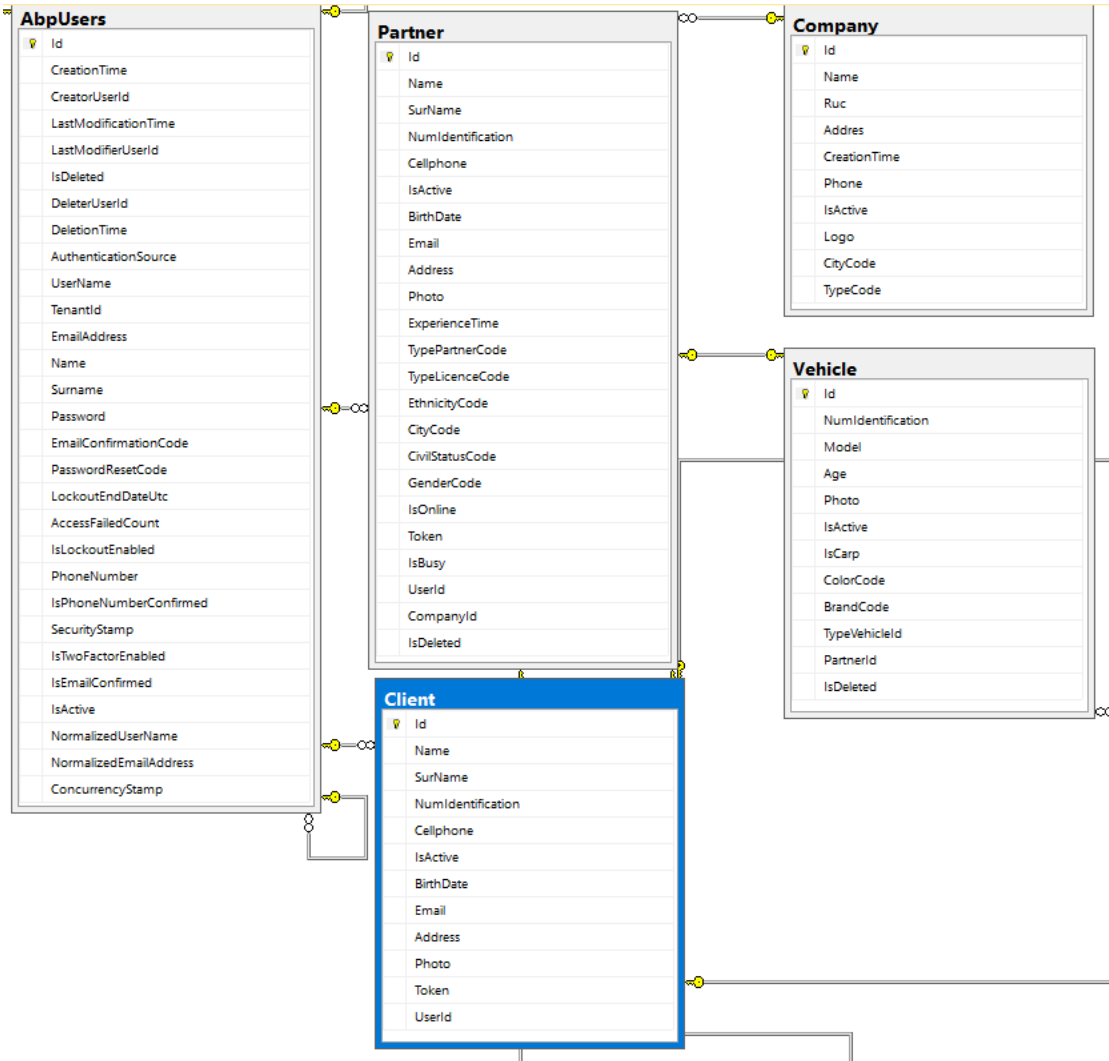 AbpUsers
Id
CreationTime
CreatorUserId
LastModificationTime
LastModifierUserId
IsDeleted
DeleterUserId
DeletionTime
AuthenticationSource
UserName
TenantId
EmailAddress
Name
Surname
Password
EmailConfirmationCode
PasswordResetCode
LockoutEndDateUtc
AccessFailedCount
IsLockoutEnabled
PhoneNumber
IsPhoneNumberConfirmed
SecurityStamp
IsTwoFactorEnabled
IsEmailConfirmed
IsActive
NormalizedUserName
NormalizedEmailAddress
ConcurrencyStamp
Partner
Id
Name
SurName
NumIdentification
Cellphone
IsActive
BirthDate
Email
Address
Photo
ExperienceTime
TypePartnerCode
TypeLicenceCode
EthnicityCode
CityCode
CivilStatusCode
GenderCode
IsOnline
Token
IsBusy
UserId
CompanyId
IsDeleted
Client
Id
Name
SurName
NumIdentification
Cellphone
IsActive
BirthDate
Email
Address
Photo
Token
UserId
Company
Id
Name
Ruc
Addres
CreationTime
Phone
IsActive
Logo
CityCode
TypeCode
Vehicle
Id
NumIdentification
Model
Age
Photo
IsActive
IsCarp
ColorCode
BrandCode
TypeVehicleId
PartnerId
IsDeleted